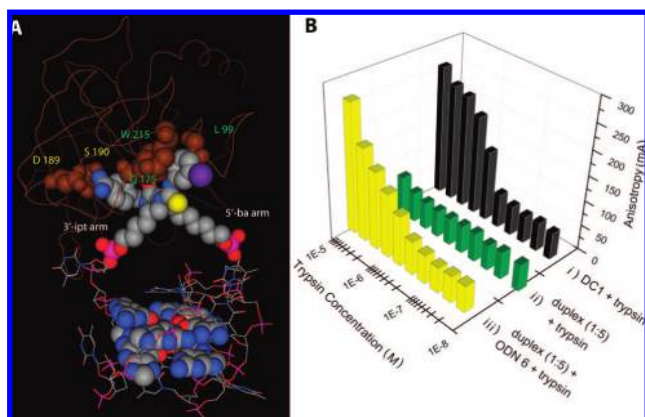 A
W 215
L 99
S 190
D 189
Q 175
5'-ba arm
3'-ipt arm
B
300
250
200
150
100
50
0
Anisotropy (mA)
1E-5
1E-6
1E-7
1E-8
Trypsin Concentration (M)
i) DC1 + trypsin
ii) duplex (1:5)
+ trypsin
iii) duplex (1:5) +
ODN 6 + trypsin